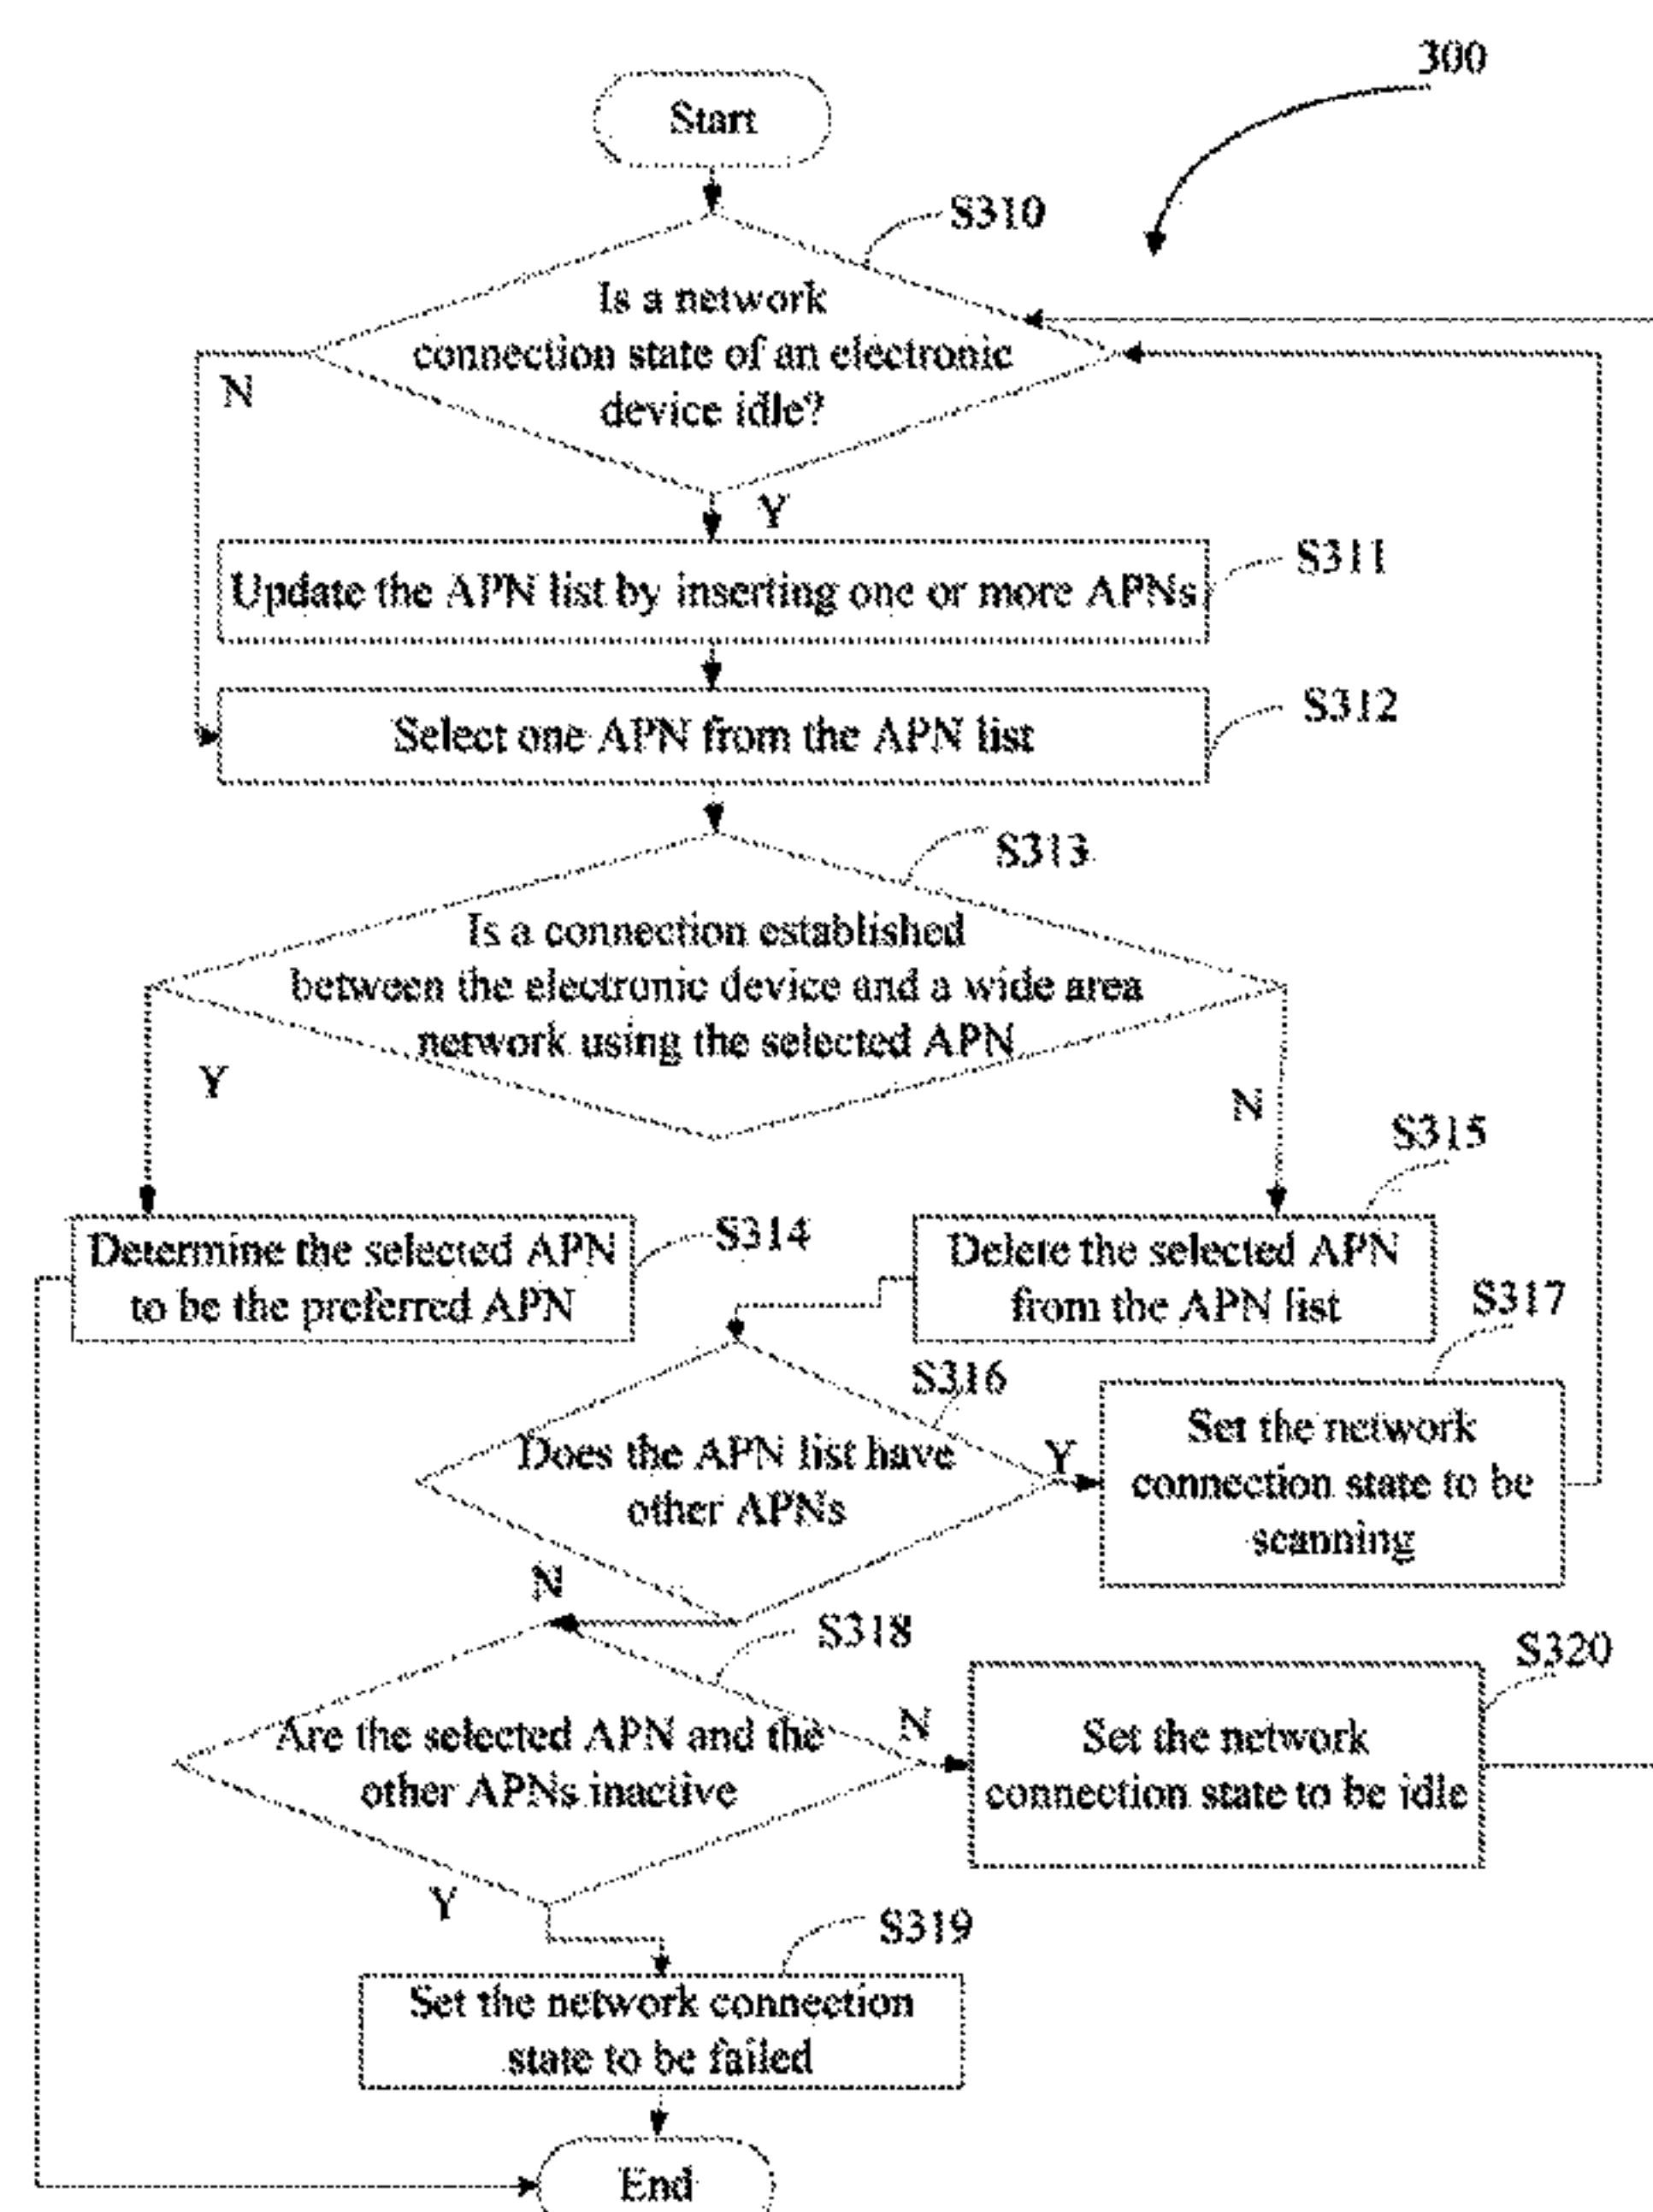 300
Start
S310
Is a network
connection state of an electronic
device idle?
N
Y
Update the APN list by inserting one or more APNs
S311
Select one APN from the APN list
S312
S313
Is a connection established
between the electronic device and a wide area
network using the selected APN
Y
N
S315
Determine the selected APN
to be the preferred APN
S314
Delete the selected APN
from the APN list
S317
S316
Does the APN list have
other APNs
Y
Set the network
connection state to be
scanning
N
S318
S320
Are the selected APN and the
other APNs inactive
N
Set the network
connection state to be idle
Y
S319
Set the network connection
state to be failed
End